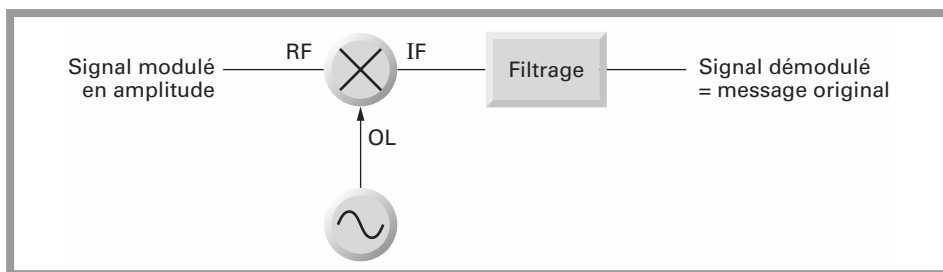 Signal modulé
en amplitude
RF
IF
Filtrage
Signal démodulé
= message original
OL